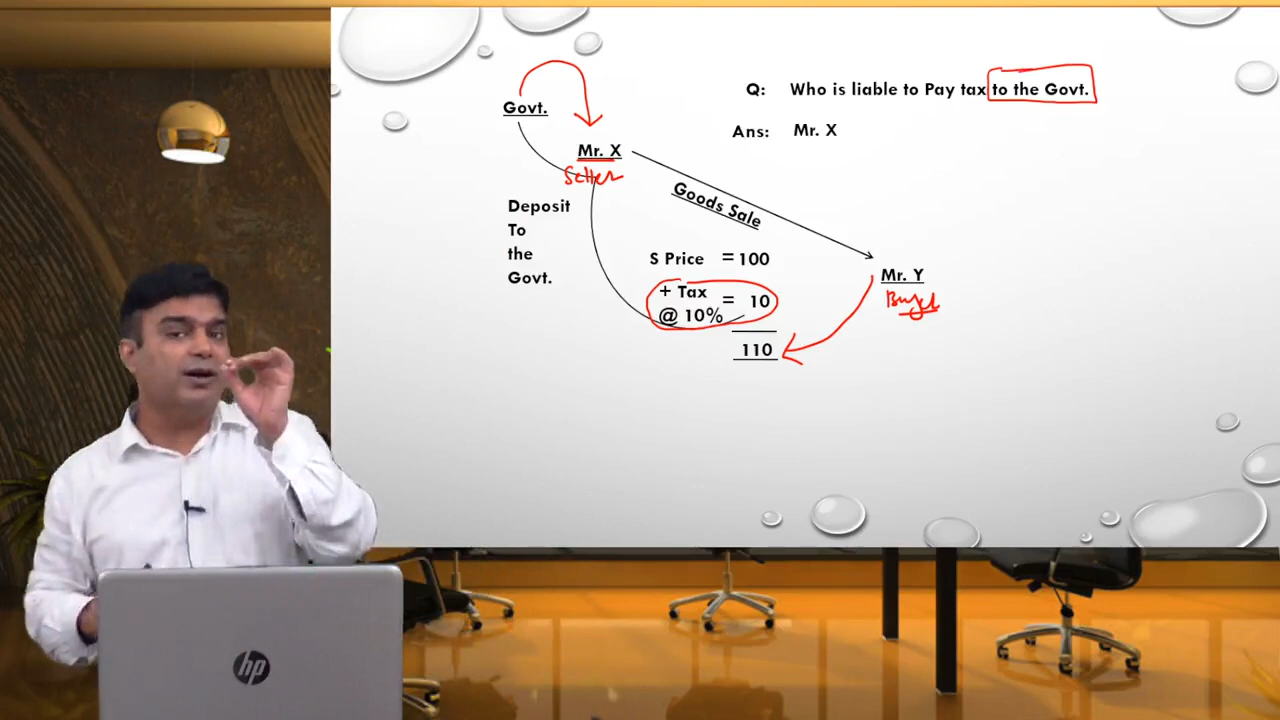 Govt.
Q: Who is liable to Pay tax to the Govt.
Ans: Mr. X
Mr. X
Seller
Goods Sale
Deposit
To
the
Govt.
S Price = 100
+ Tax
@ 10% = 10
110
Mr. Y
Buyer
hp